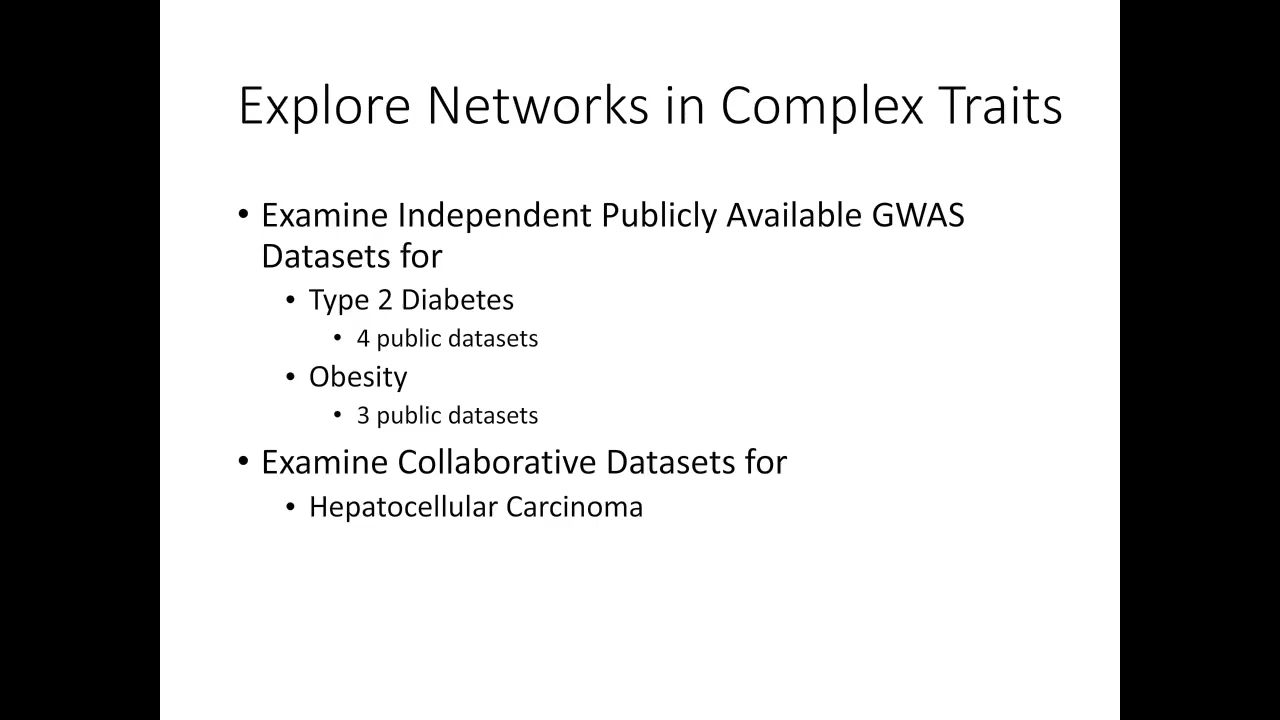 Explore Networks in Complex Traits
• Examine Independent Publicly Available GWAS
Datasets for
• Type 2 Diabetes
• 4 public datasets
• Obesity
• 3 public datasets
• Examine Collaborative Datasets for
• Hepatocellular Carcinoma